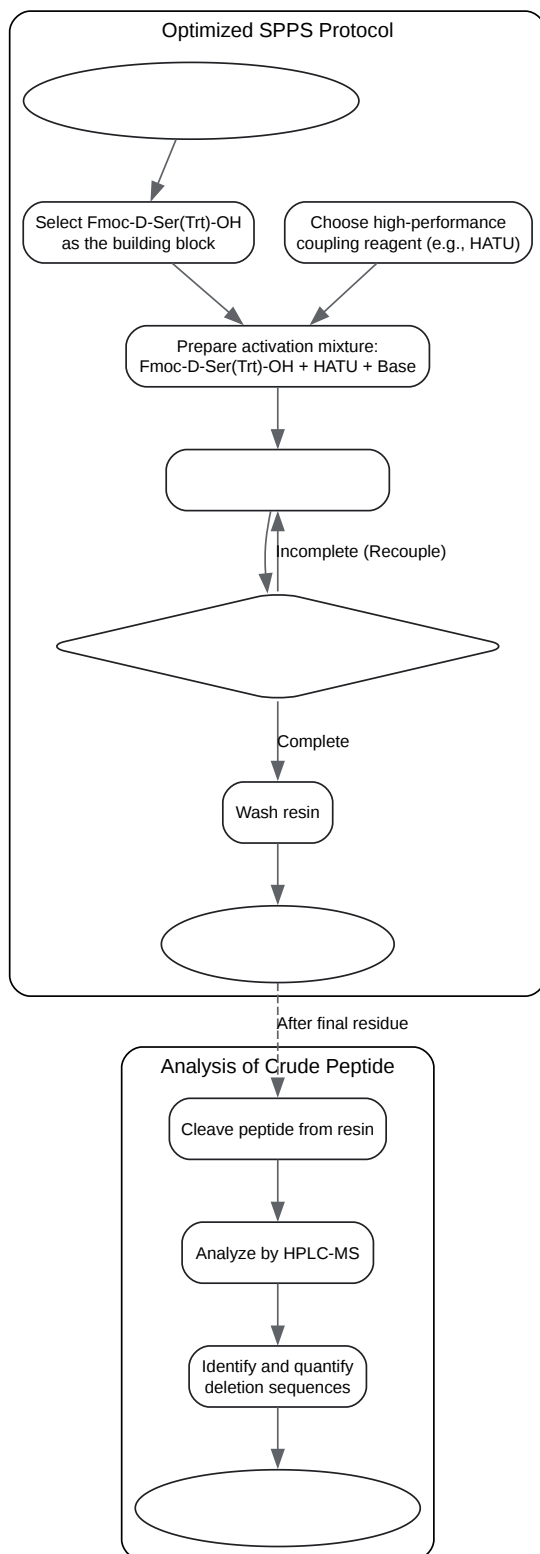 Optimized SPPS Protocol
Select Fmoc-D-Ser(Trt)-OH
as the building block
Choose high-performance
coupling reagent (e.g., HATU)
Prepare activation mixture:
Fmoc-D-Ser(Trt)-OH + HATU + Base
Incomplete (Recouple)
Complete
Wash resin
After final residue
Analysis of Crude Peptide
Cleave peptide from resin
Analyze by HPLC-MS
Identify and quantify
deletion sequences